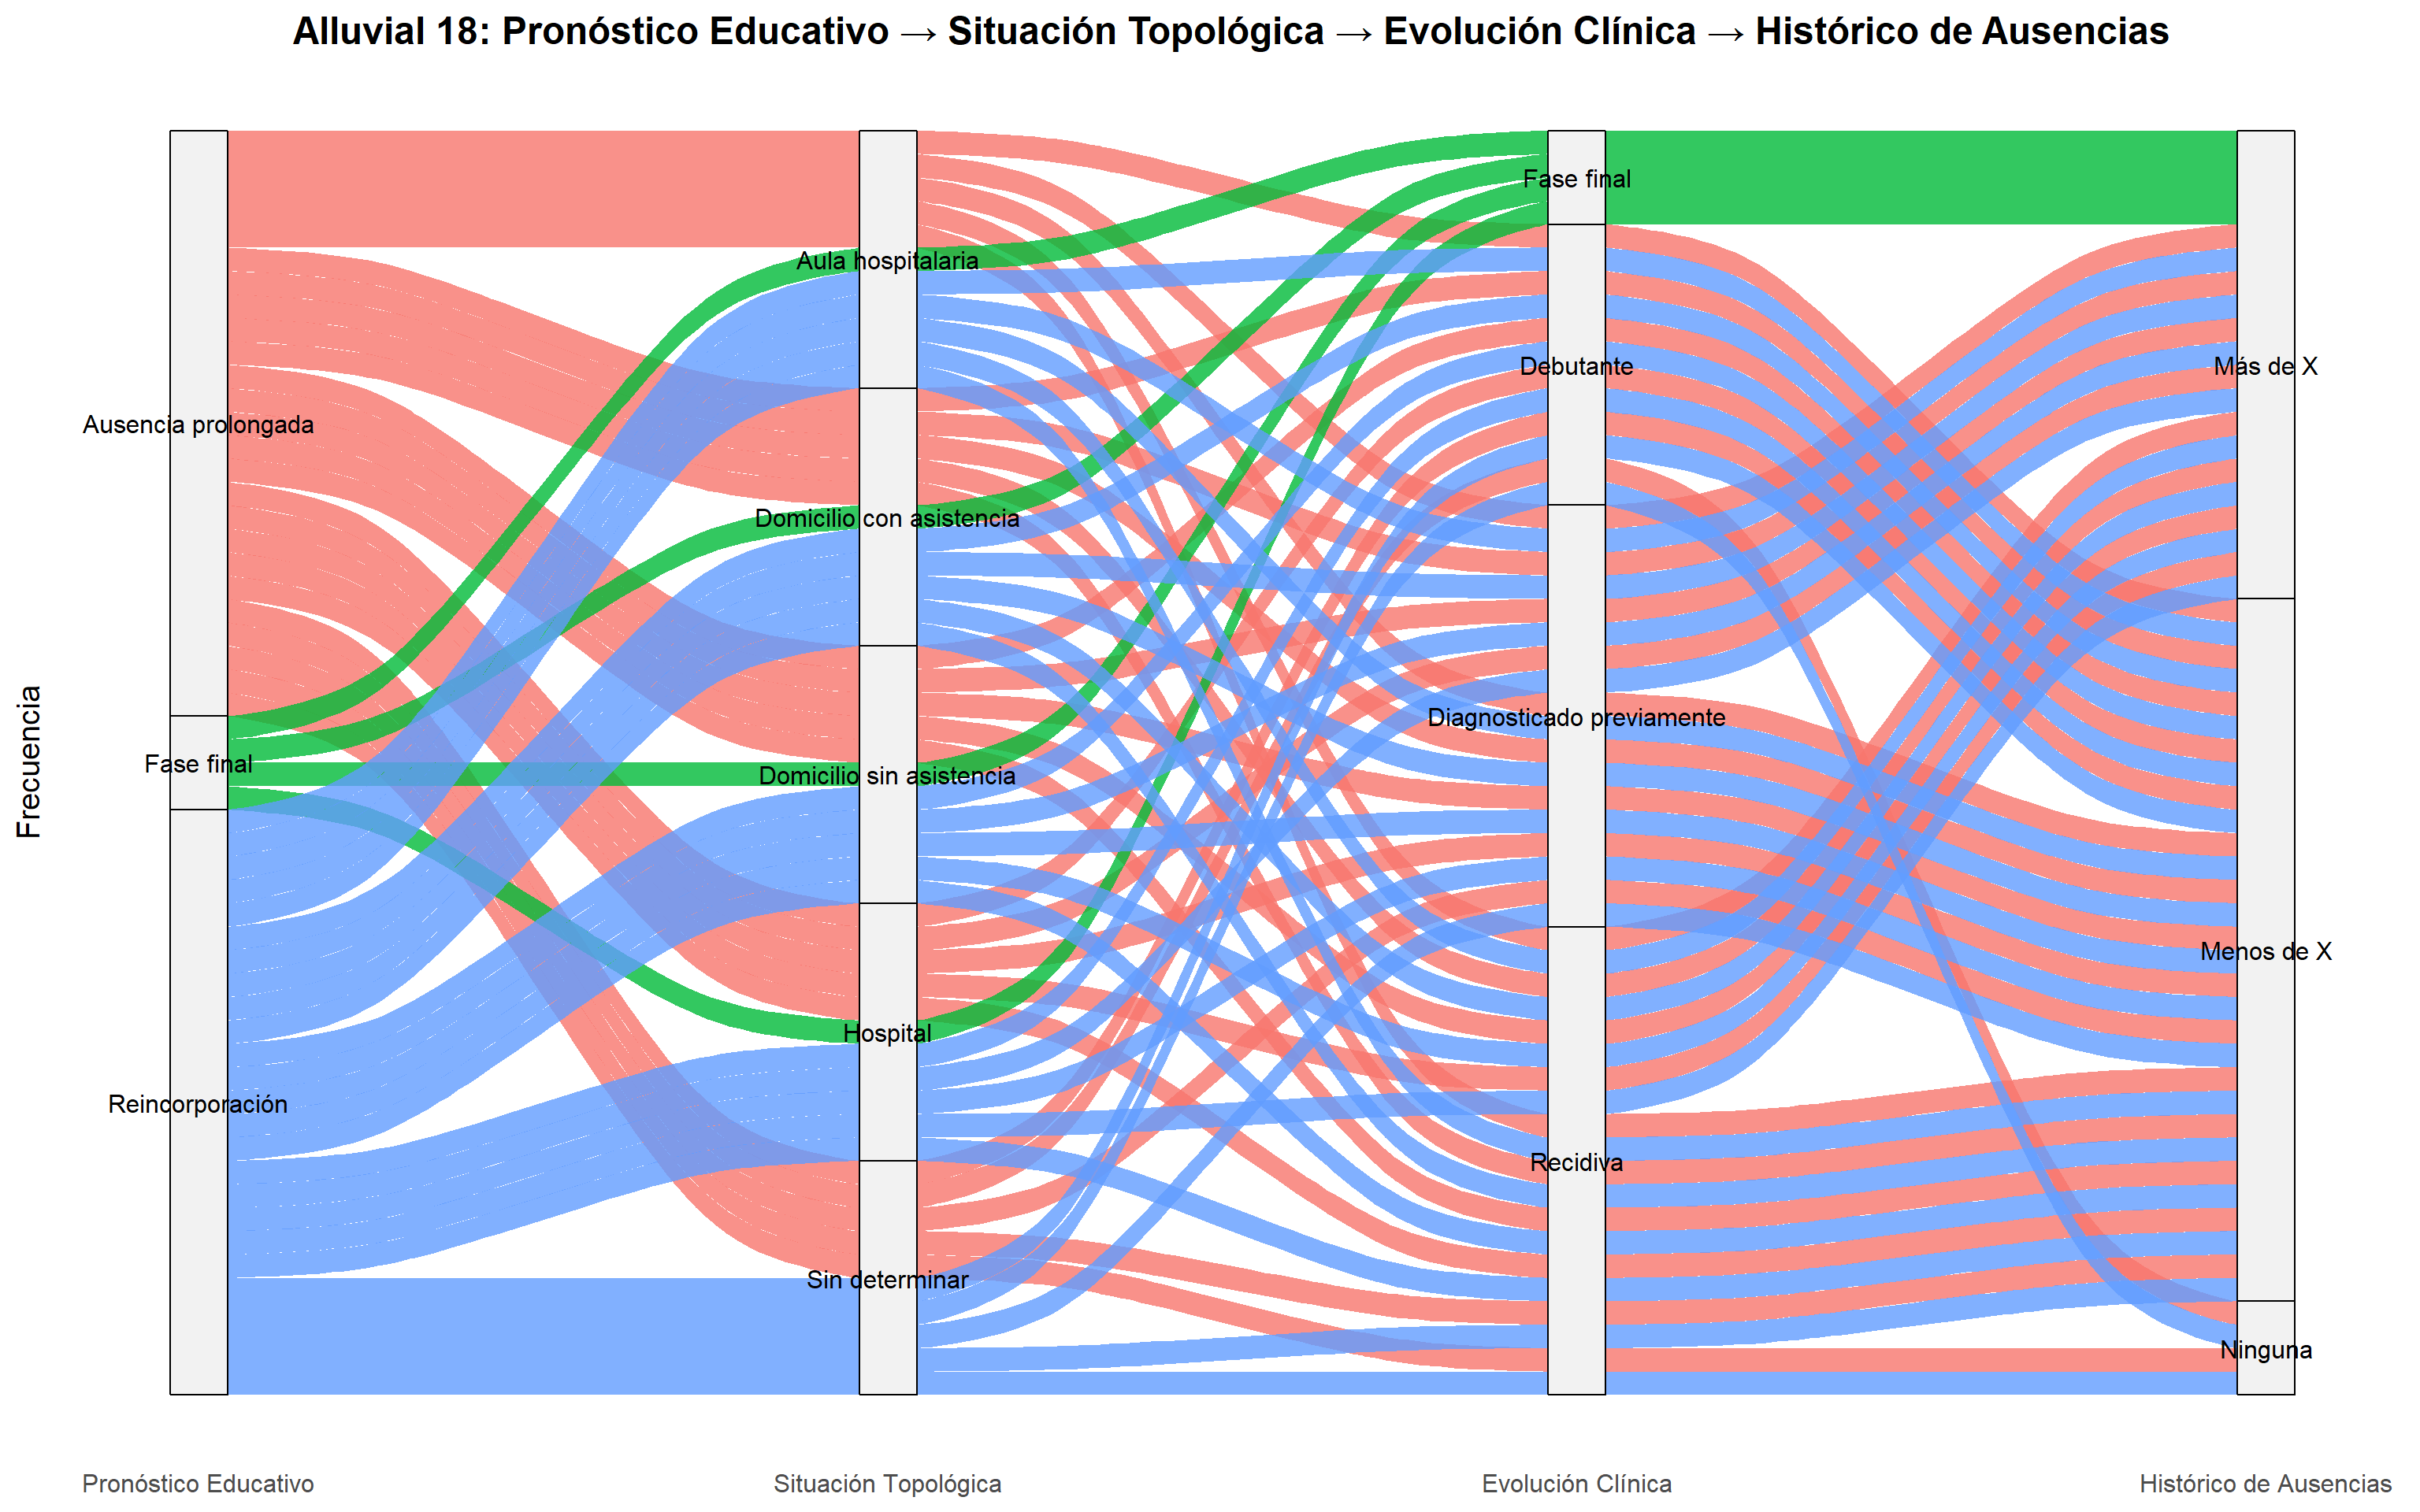 Alluvial 18: Pronóstico Educativo → Situación Topológica → Evolución Clínica → Histórico de Ausencias
Frecuencia
Ausencia prolongada
Fase final
Reincorporación
Aula hospitalaria
Domicilio con asistencia
Domicilio sin asistencia
Hospital
Sin determinar
Fase final
Debutante
Diagnosticado previamente
Recidiva
Más de X
Menos de X
Ninguna
Pronóstico Educativo
Situación Topológica
Evolución Clínica
Histórico de Ausencias